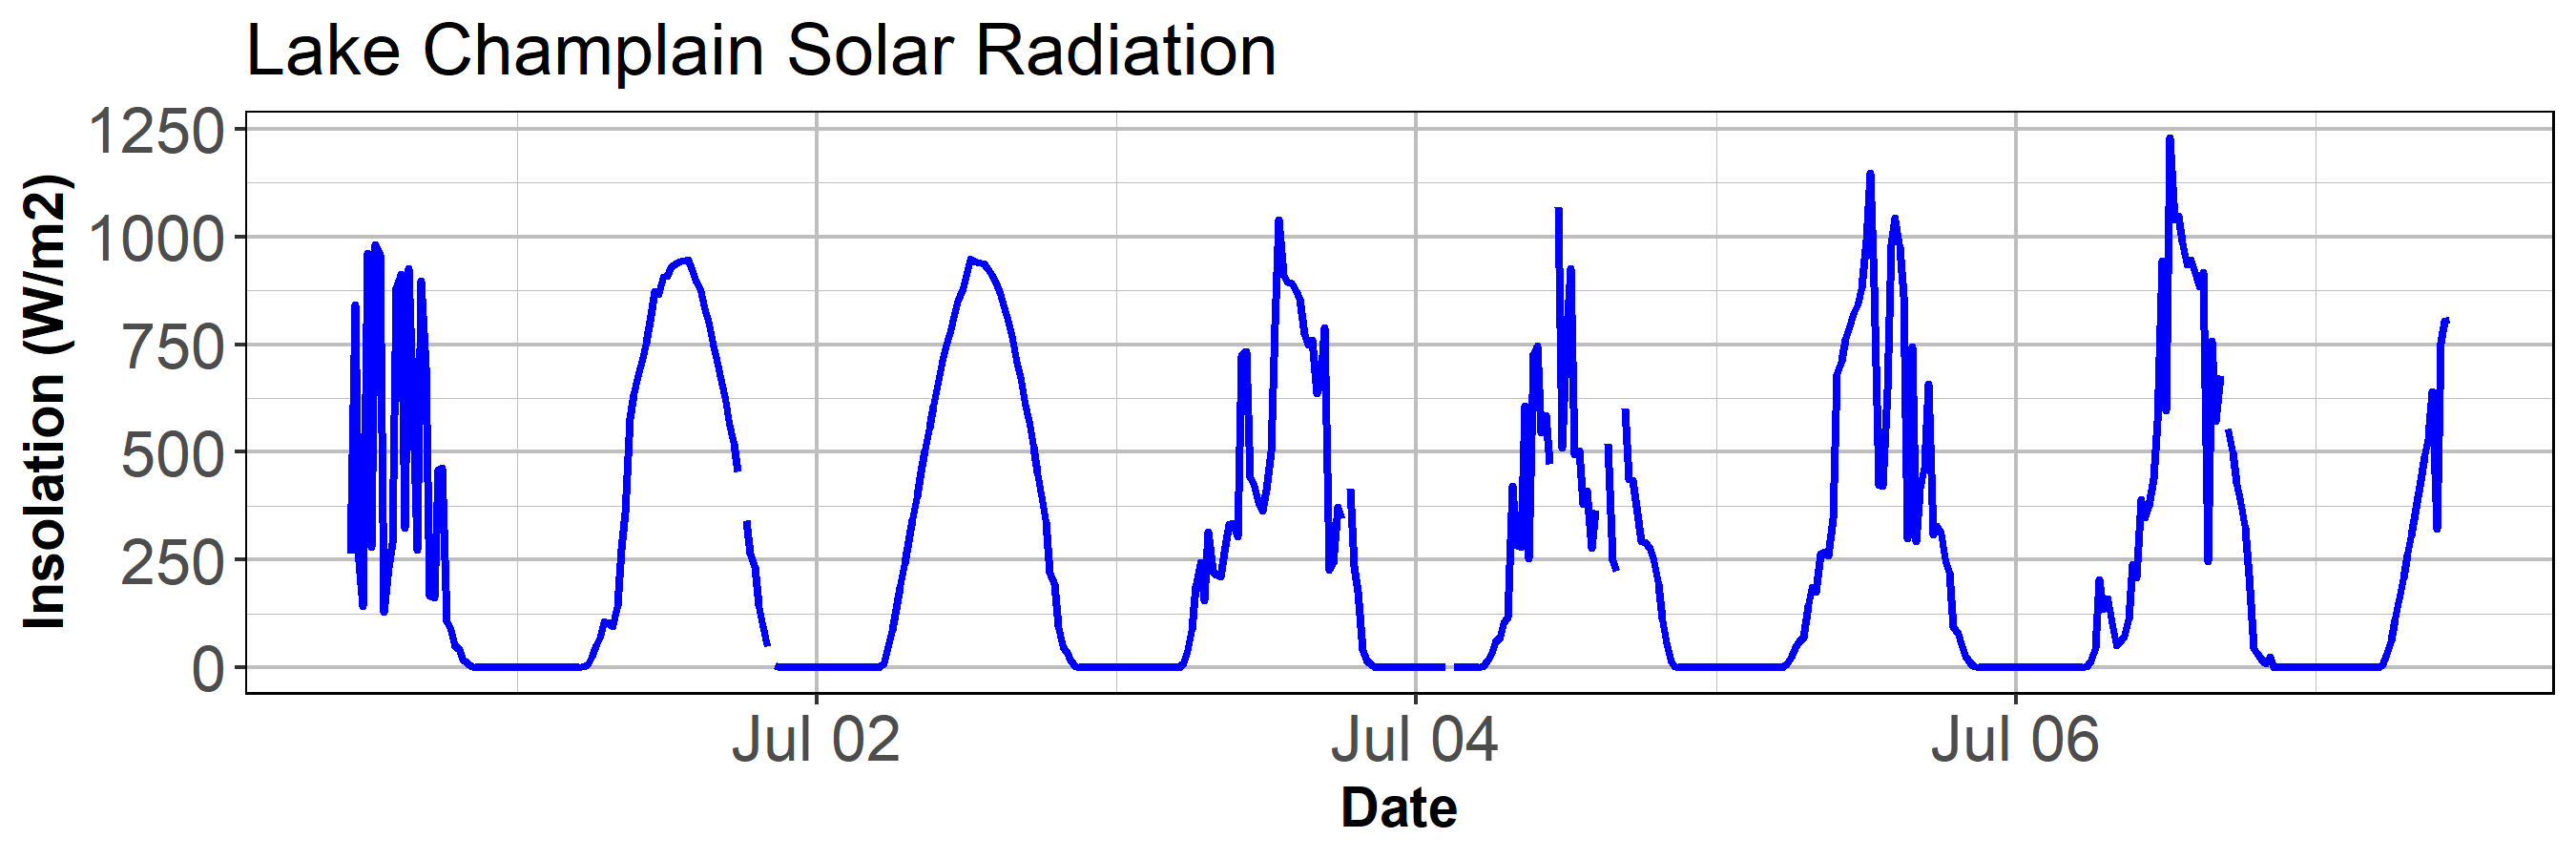 Lake Champlain Solar Radiation
1250
1000
750
500
250
0
Insolation (W/m2)
Jul 02
Jul 04
Jul 06
Date